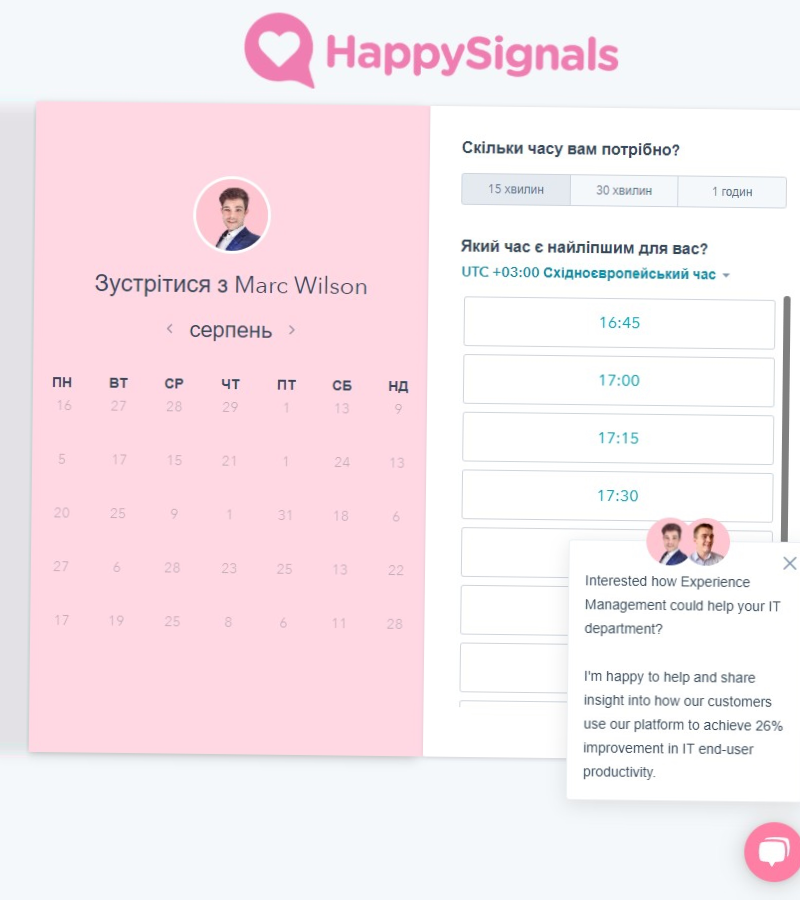 HappySignals
Зустрітися з Marc Wilson
серпень
ПН ВТ СР ЧТ ПТ СБ НД
16 27 28 29 1 13 9
5 17 15 21 1 24 13
20 25 9 1 31 18 6
27 6 28 23 25 13 22
17 19 25 8 6 11 28
Скільки часу вам потрібно?
15 хвилин 30 хвилин 1 годин
Який час є найліпшим для вас?
UTC +03:00 Східноєвропейський час
16:45
17:00
17:15
17:30
Interested how Experience
Management could help your IT
department?
I'm happy to help and share
insight into how our customers
use our platform to achieve 26%
improvement in IT end-user
productivity.